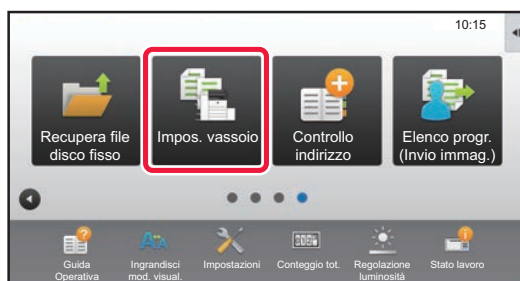 10:15
Recupera file
disco fisso
Impos. vassoio
Controllo
indirizzo
Elenco progr.
(Invio immag.)
Guida
Operativa
Ingrandisci
mod. visual.
Impostazioni
Conteggio tot.
Regolazione
luminosità
Stato lavoro